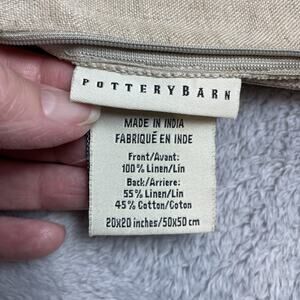 POTTERYBARN
MADE IN INDIA
FABRIQUÉ EN INDE
Front/Avant:
100% Linen/Lin
Back/Arriere:
55% Linen/Lin
45% Cotton/Coton
20x20 inches/50x50 cm